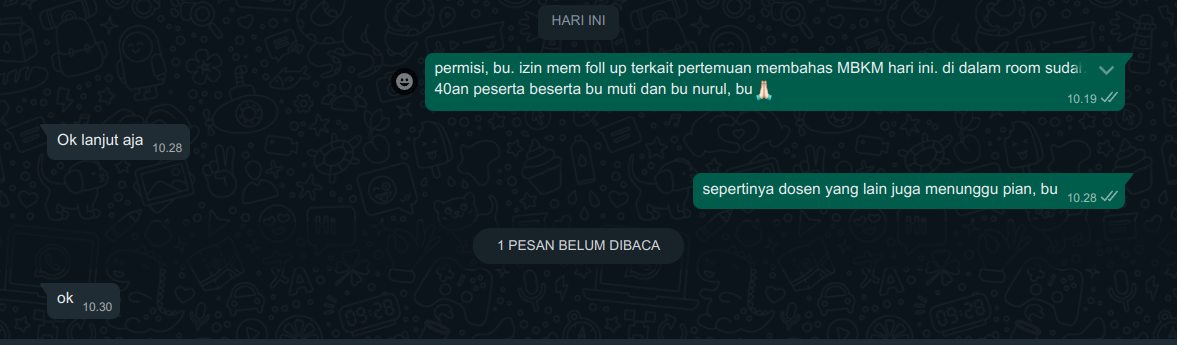 HARI INI
permisi, bu. izin mem foll up terkait pertemuan membahas MBKM hari ini. di dalam room
40an peserta beserta bu muti dan bu nurul, bu🙏🏻
10.19
Ok lanjut aja 10.28
sepertinya dosen yang lain juga menunggu pian, bu 10.28
1 PESAN BELUM DIBACA
ok 10.30